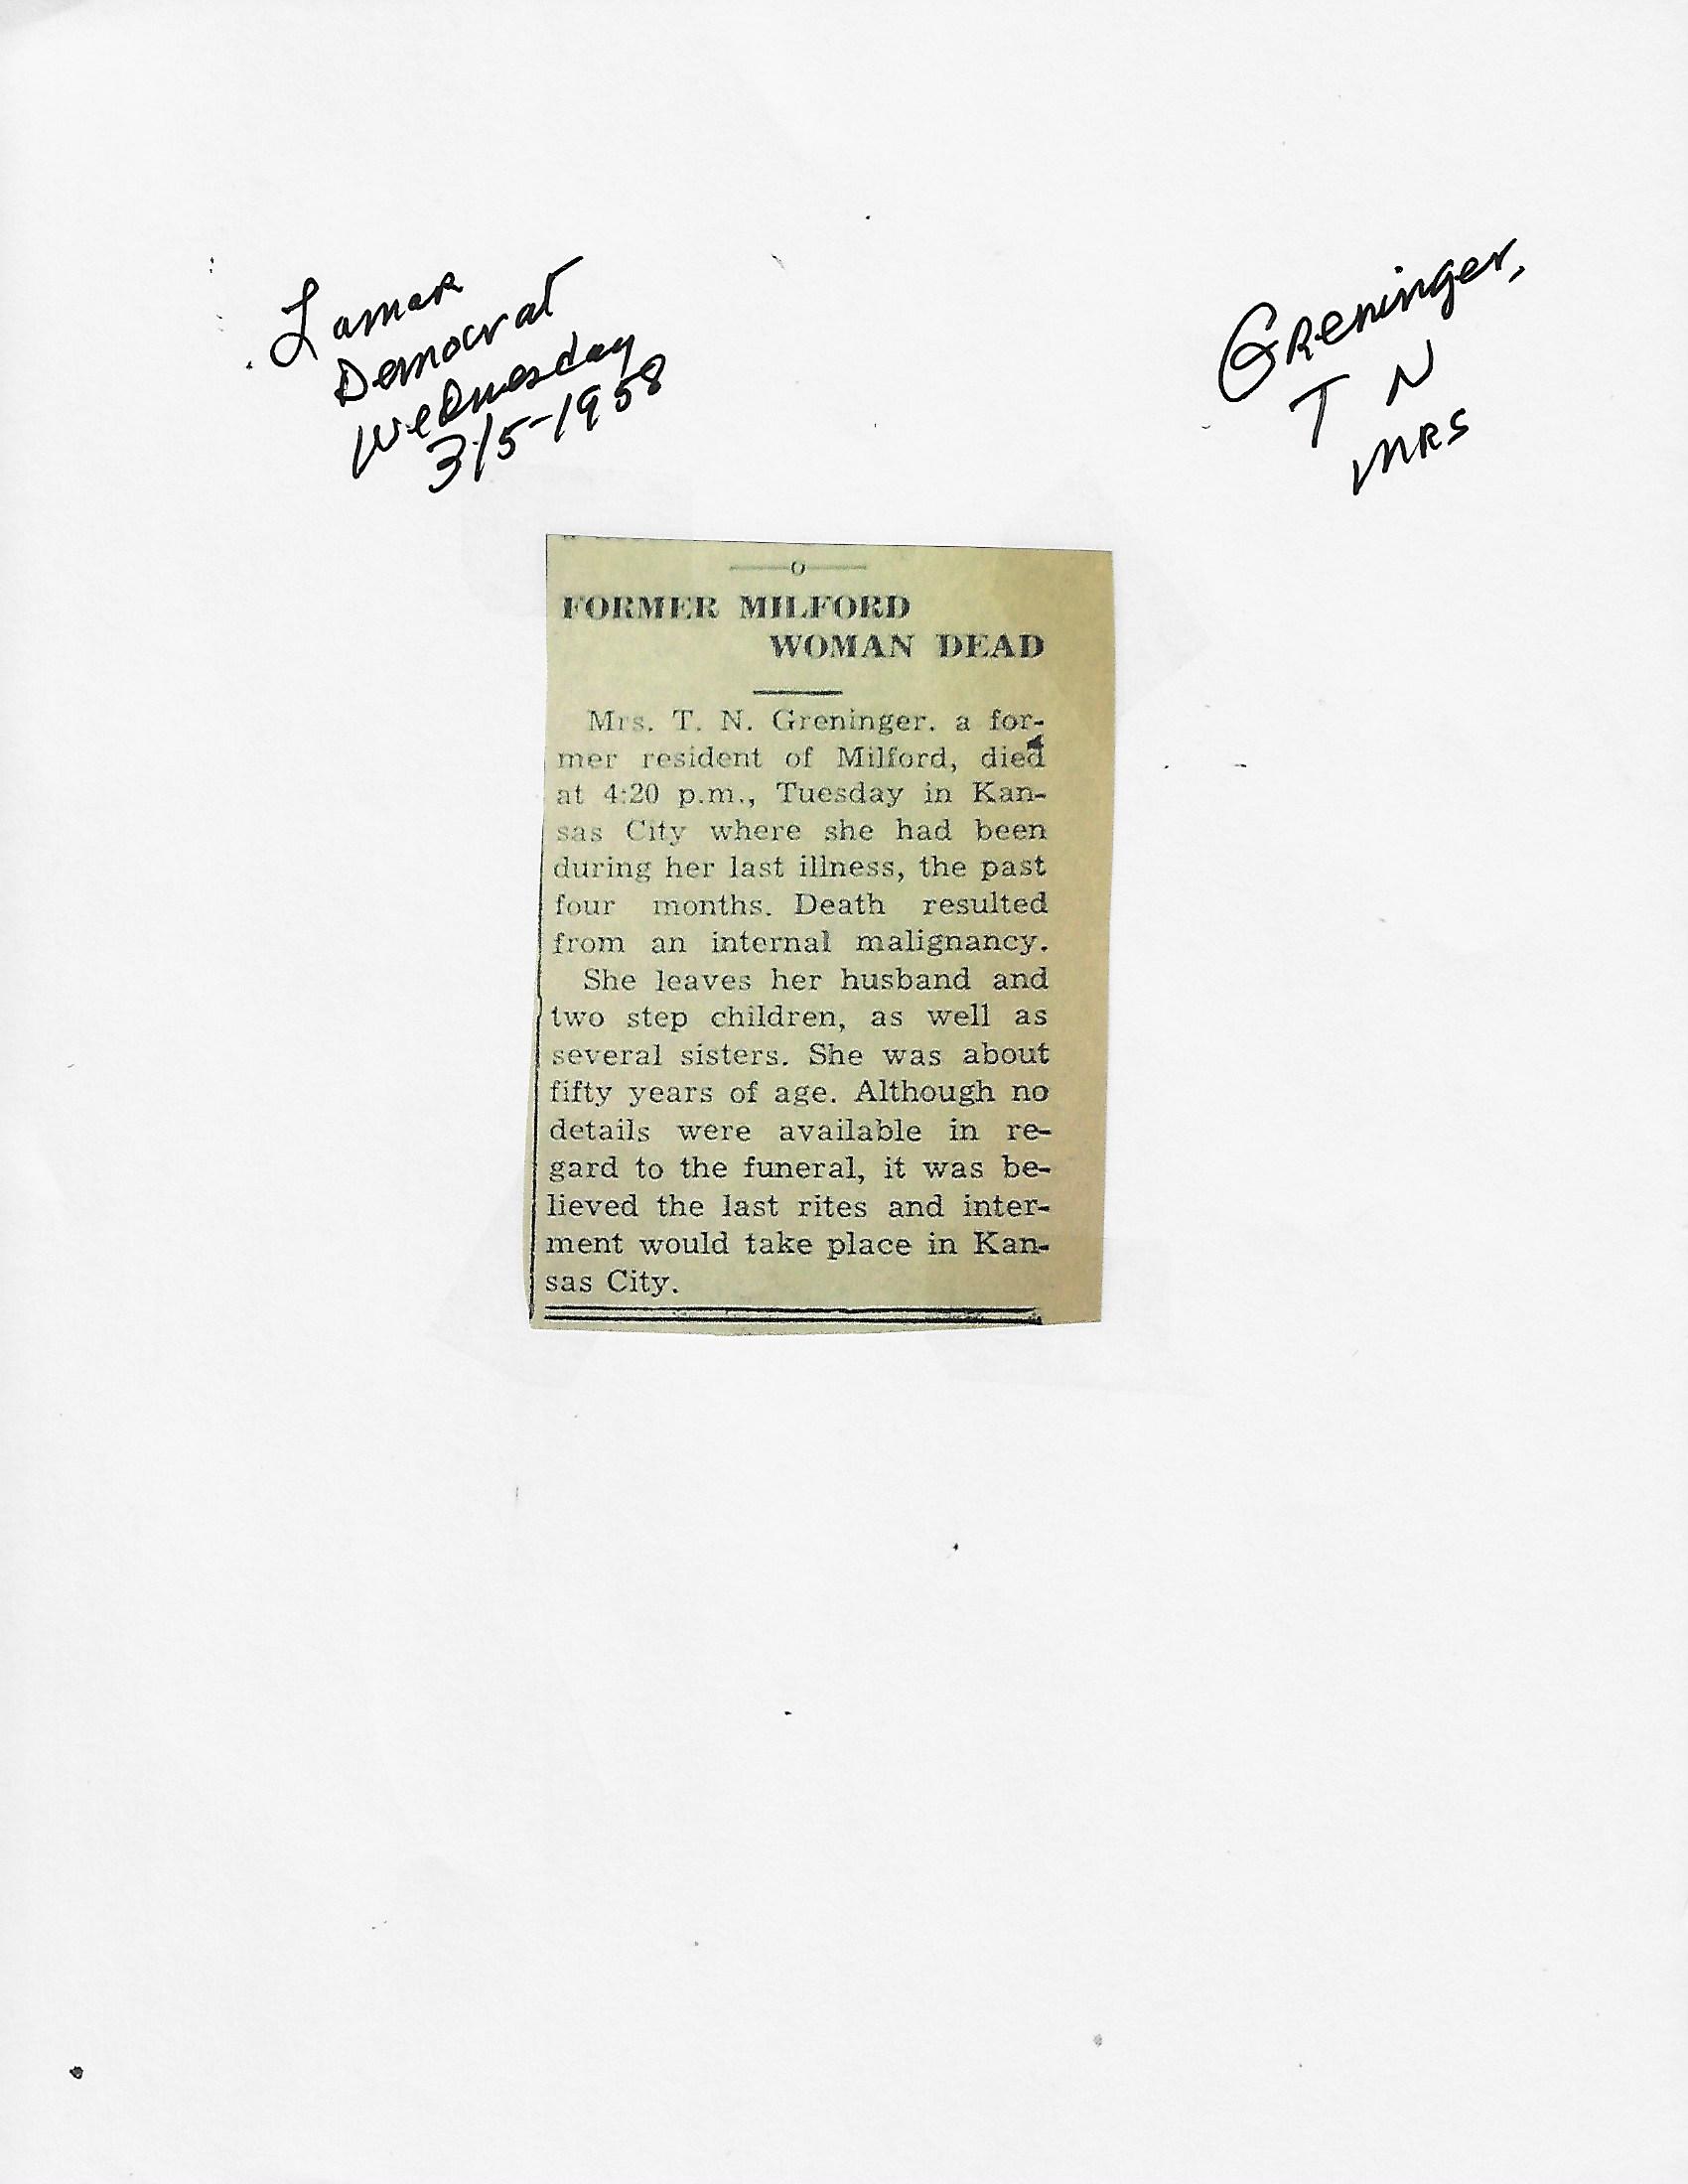 Lamar
Democrat
Wednesday
3/5-1958
Greninger,
T N
MRS
FORMER MILFORD
WOMAN DEAD
Mrs. T. N. Greninger. a for-
mer resident of Milford, died
at 4:20 p.m., Tuesday in Kan-
sas City where she had been
during her last illness, the past
four months. Death resulted
from an internal malignancy.
She leaves her husband and
two step children, as well as
several sisters. She was about
fifty years of age. Although no
details were available in re-
gard to the funeral, it was be-
lieved the last rites and inter-
ment would take place in Kan-
sas City.